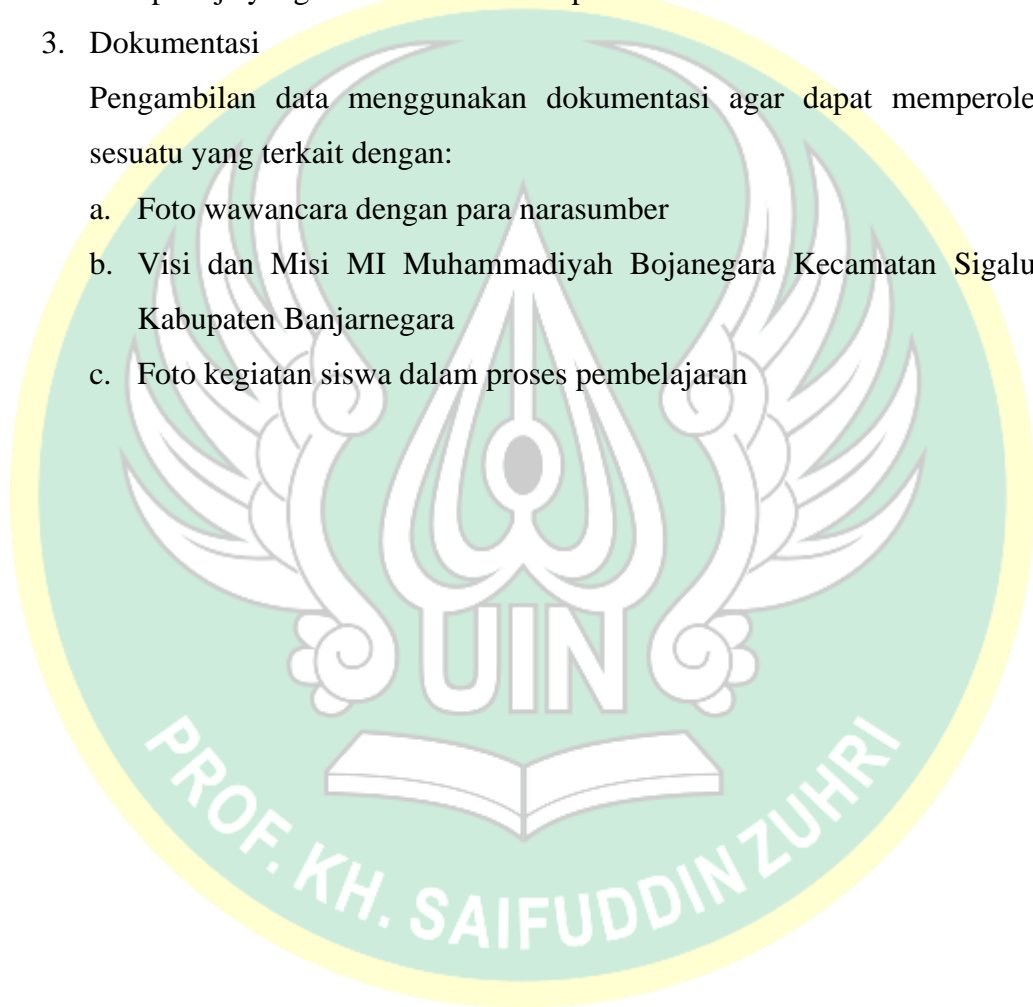 3. Dokumentasi
Pengambilan data menggunakan dokumentasi agar dapat memperole
sesuatu yang terkait dengan:
a. Foto wawancara dengan para narasumber
b. Visi dan Misi MI Muhammadiyah Bojanegara Kecamatan Sigalu
Kabupaten Banjarnegara
c. Foto kegiatan siswa dalam proses pembelajaran
UIN
PROF. KH. SAIFUDDIN ZUHRI